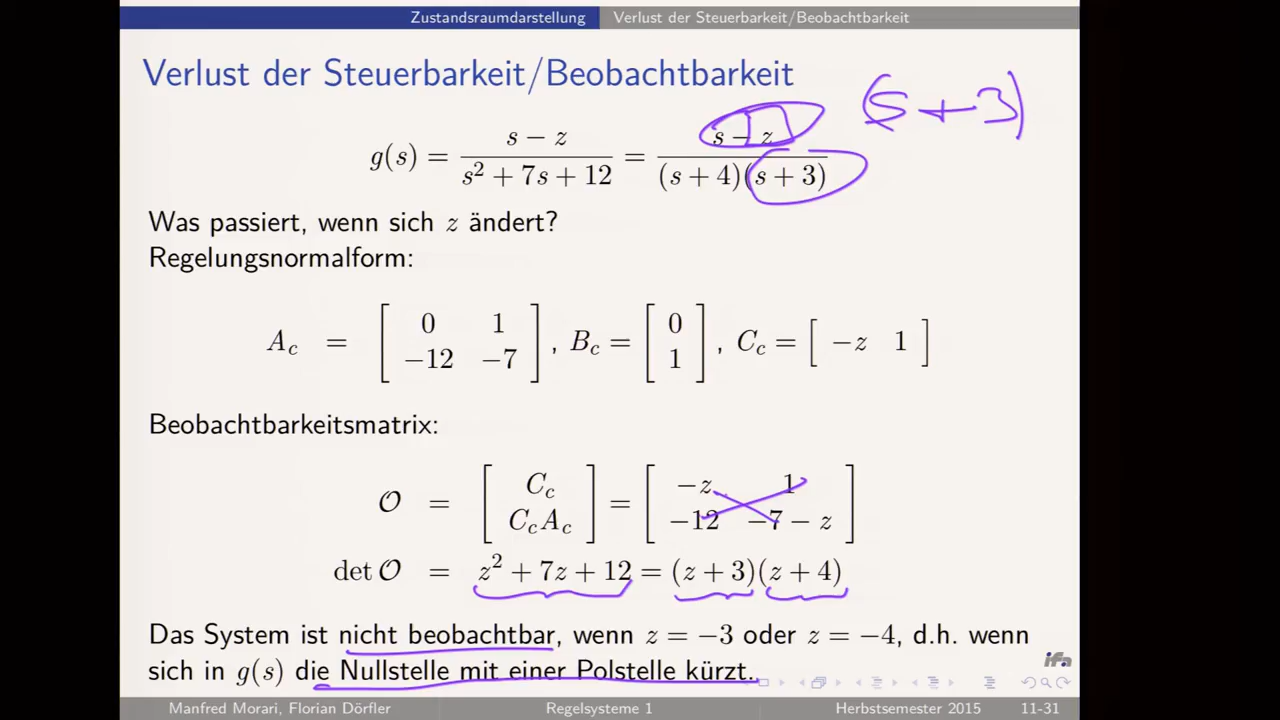 Zustandsraumdarstellung Verlust der Steuerbarkeit/Beobachtbarkeit
Verlust der Steuerbarkeit/Beobachtbarkeit
(s + 3)
g(s) = (s − z)/(s² + 7s + 12) = (s − z)/((s + 4)(s + 3))
Was passiert, wenn sich z ändert?
Regelungsnormalform:
A_c = [ 0 1 ; −12 −7 ], B_c = [ 0 ; 1 ], C_c = [ −z 1 ]
Beobachtbarkeitsmatrix:
𝒪 = [ C_c ; C_c A_c ] = [ −z 1 ; −12 −7 − z ]
det 𝒪 = z² + 7z + 12 = (z + 3)(z + 4)
Das System ist nicht beobachtbar, wenn z = −3 oder z = −4, d.h. wenn
sich in g(s) die Nullstelle mit einer Polstelle kürzt.
ifa
Manfred Morari, Florian Dörfler Regelsysteme 1 Herbstsemester 2015 11-31